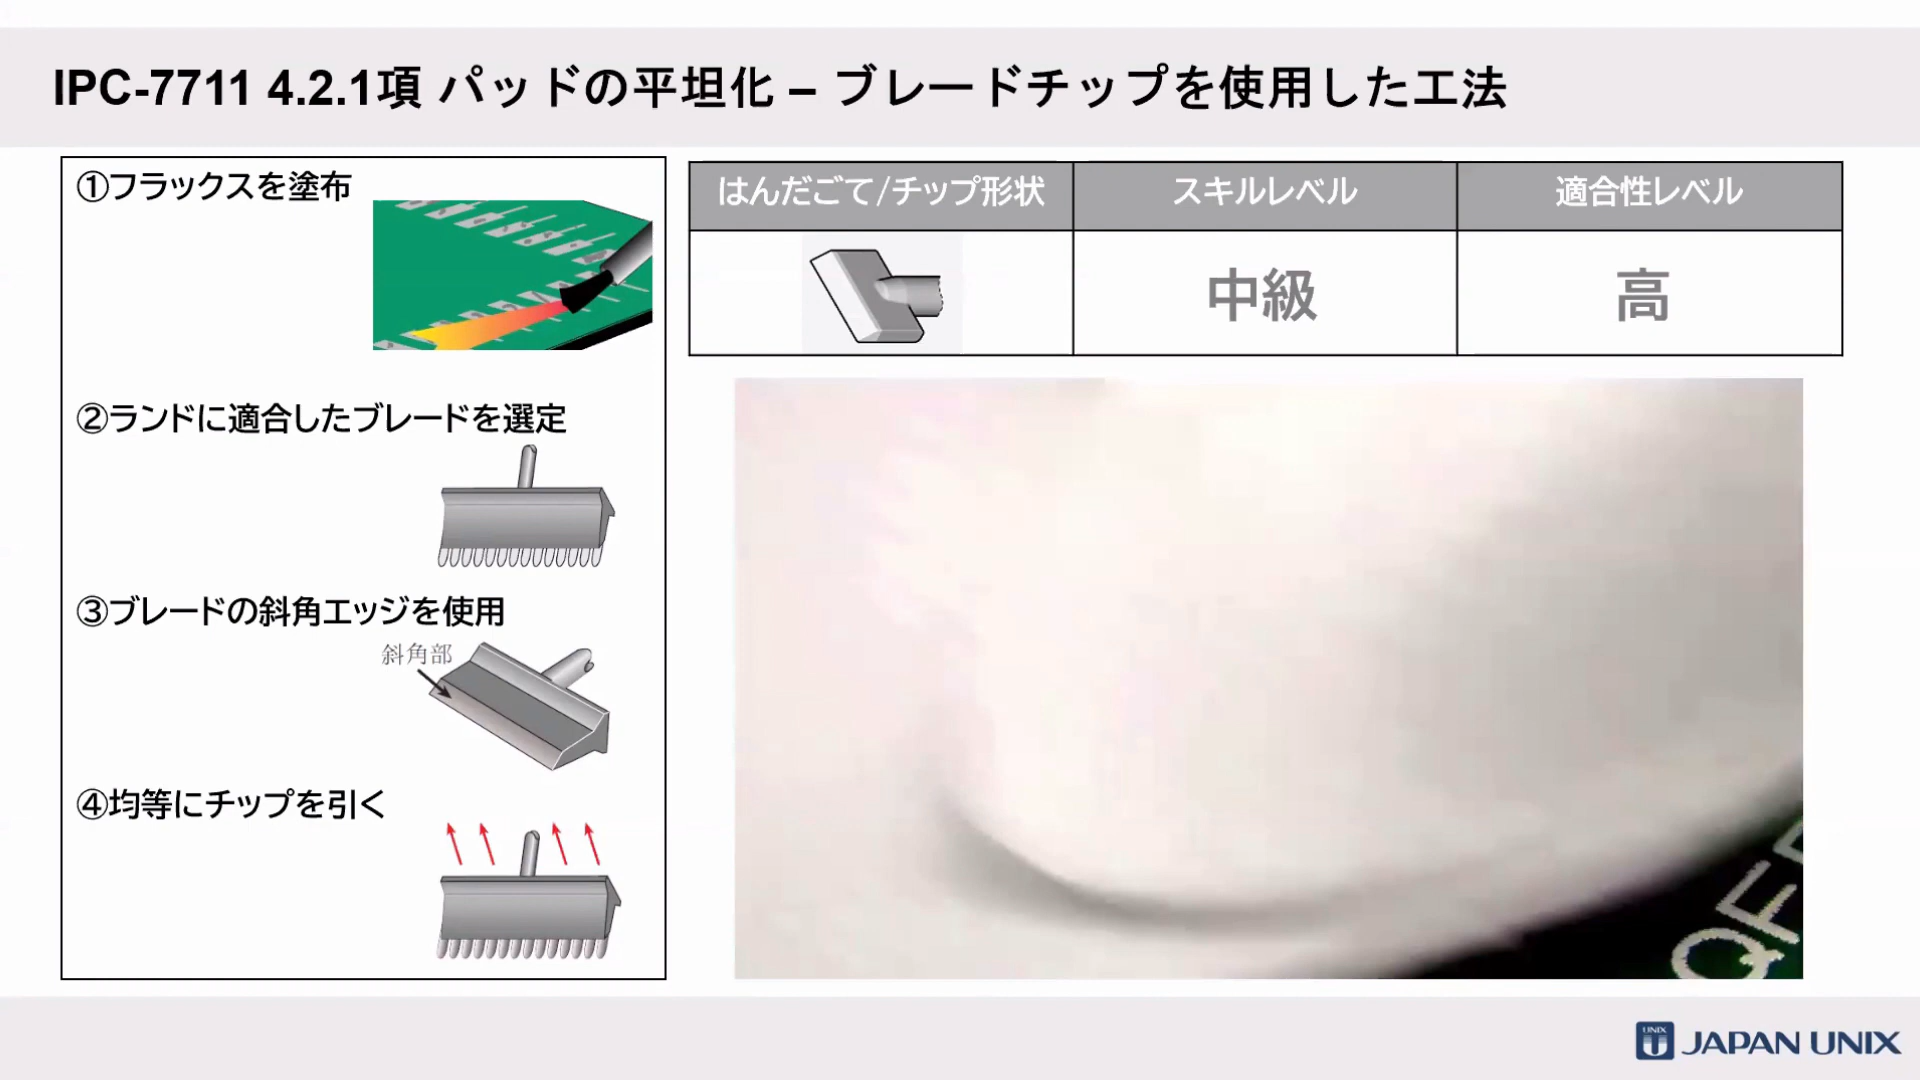 IPC-7711 4.2.1項 パッドの平坦化 – ブレードチップを使用した工法
①フラックスを塗布
②ランドに適合したブレードを選定
③ブレードの斜角エッジを使用
斜角部
④均等にチップを引く
はんだごて/チップ形状 スキルレベル 適合性レベル
中級 高
QF
UNIX JAPAN UNIX